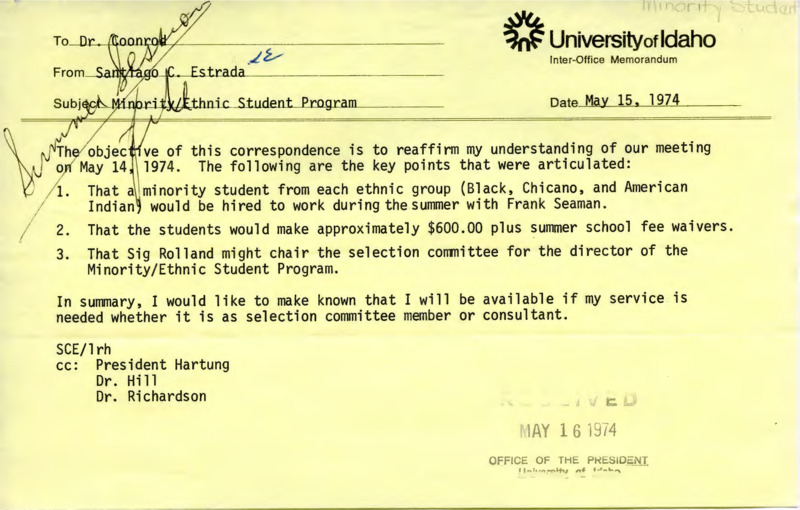 Minority Student
To Dr. Coonrod
University of Idaho
From Santiago C. Estrada
Inter-Office Memorandum
Subject Minority/Ethnic Student Program
Date May 15, 1974
Summer Session
The objective of this correspondence is to reaffirm my understanding of our meeting
on May 14, 1974. The following are the key points that were articulated:
1. That a minority student from each ethnic group (Black, Chicano, and American
Indian) would be hired to work during the summer with Frank Seaman.
2. That the students would make approximately $600.00 plus summer school fee waivers.
3. That Sig Rolland might chair the selection committee for the director of the
Minority/Ethnic Student Program.
In summary, I would like to make known that I will be available if my service is
needed whether it is as selection committee member or consultant.
SCE/lrh
cc: President Hartung
Dr. Hill
Dr. Richardson
RECEIVED
MAY 16 1974
OFFICE OF THE PRESIDENT
University of Idaho